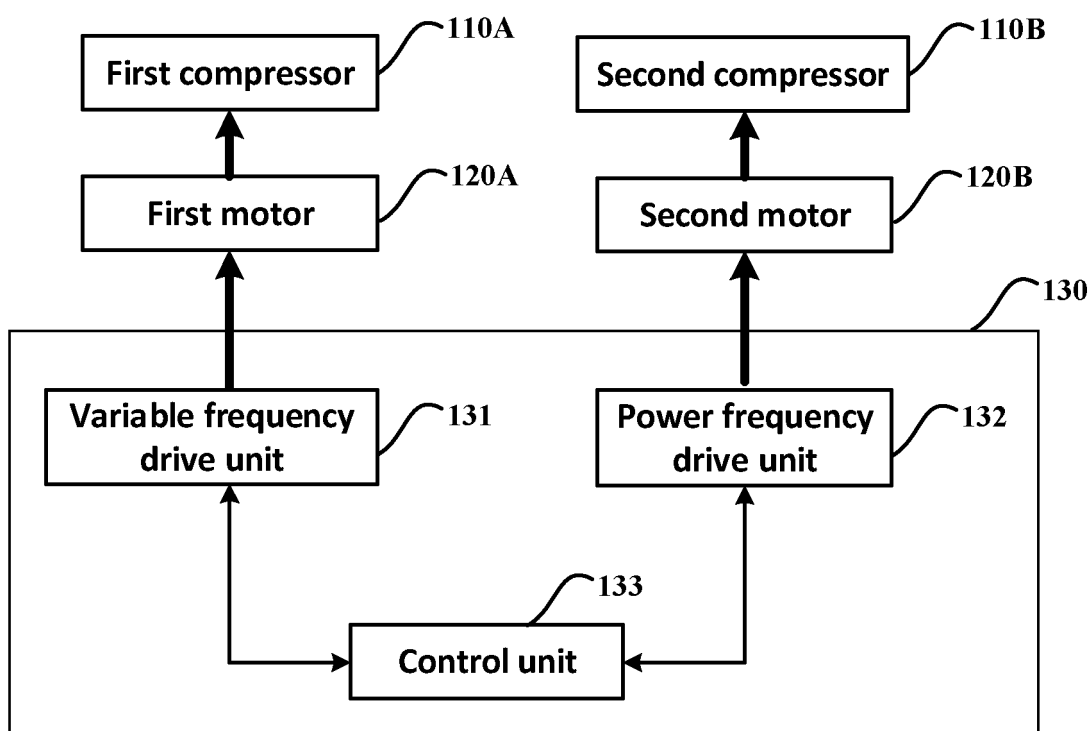 110A
110B
First compressor
Second compressor
120A
120B
First motor
Second motor
130
Variable frequency
drive unit
131
Power frequency
drive unit
132
133
Control unit